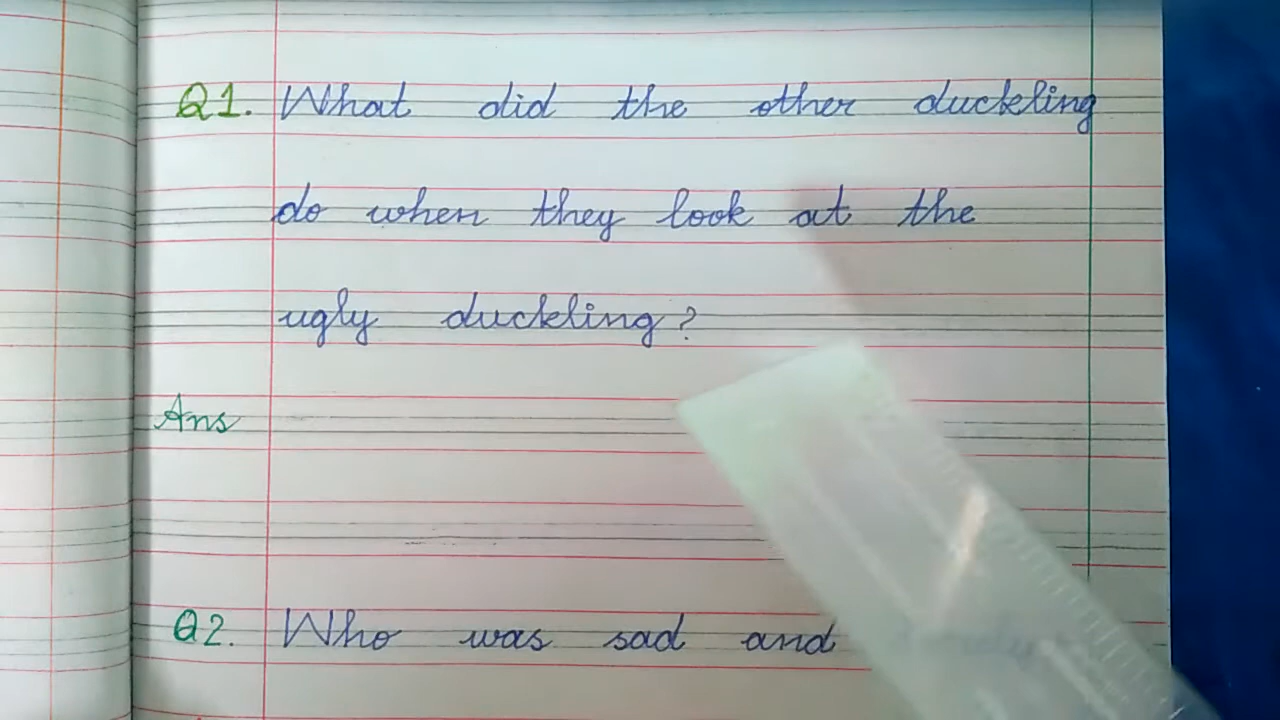 Q1. What did the other duckling
do when they look at the
ugly duckling?
Ans
Q2. Who was sad and